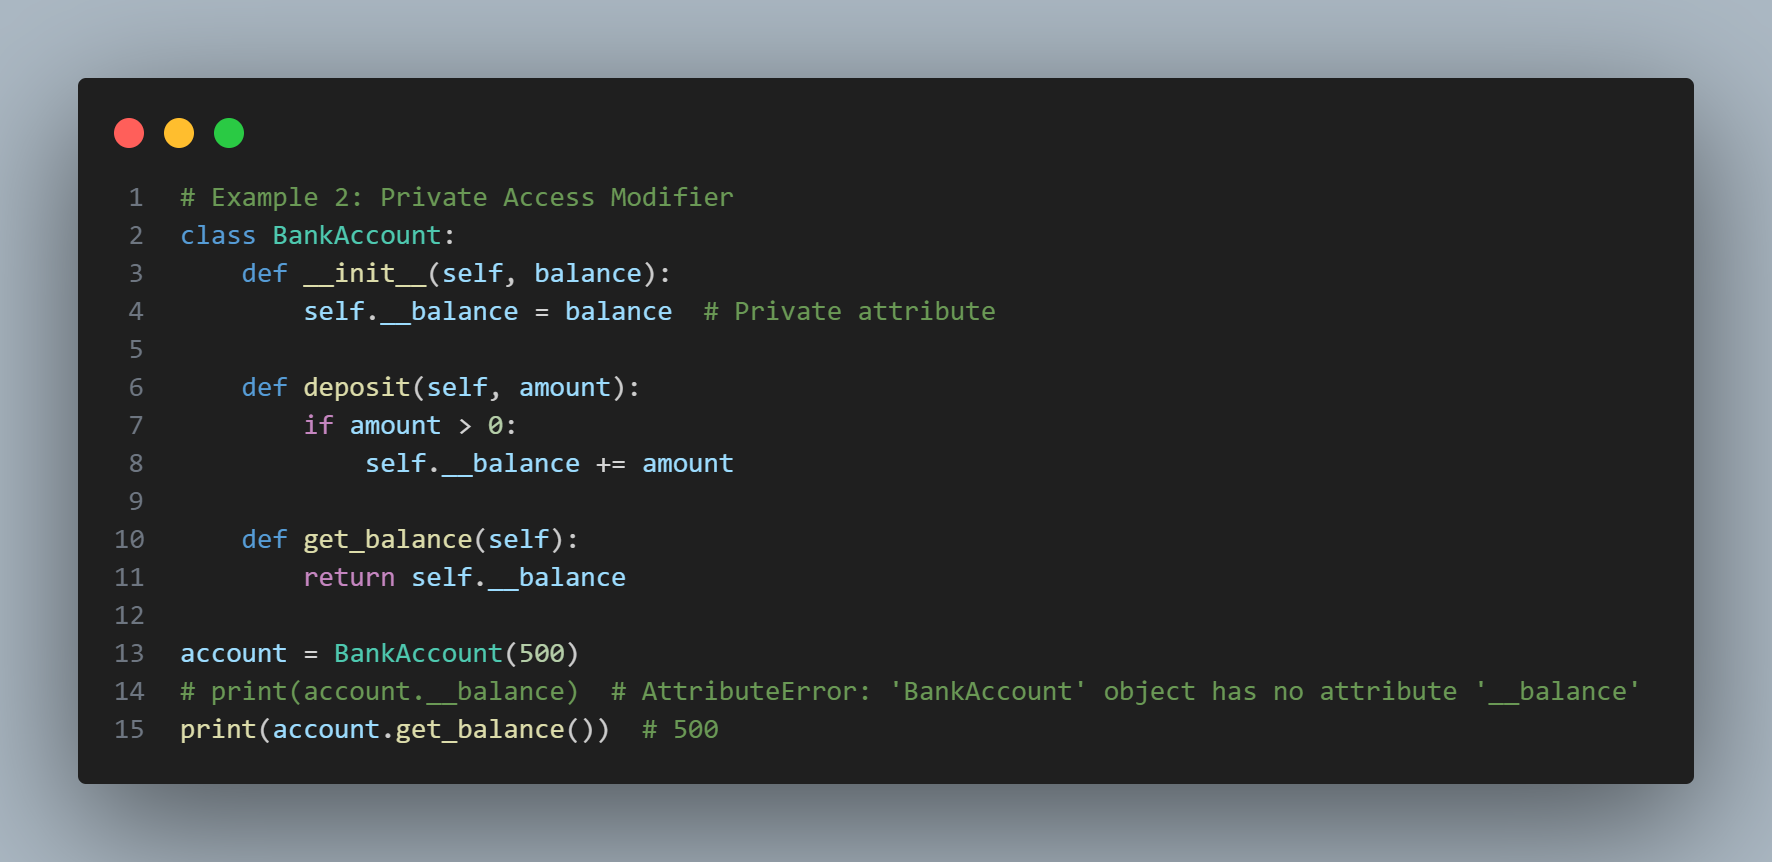 1 # Example 2: Private Access Modifier
2 class BankAccount:
3     def __init__(self, balance):
4         self.__balance = balance  # Private attribute
5
6     def deposit(self, amount):
7         if amount > 0:
8             self.__balance += amount
9
10     def get_balance(self):
11         return self.__balance
12
13 account = BankAccount(500)
14 # print(account.__balance)  # AttributeError: 'BankAccount' object has no attribute '__balance'
15 print(account.get_balance())  # 500